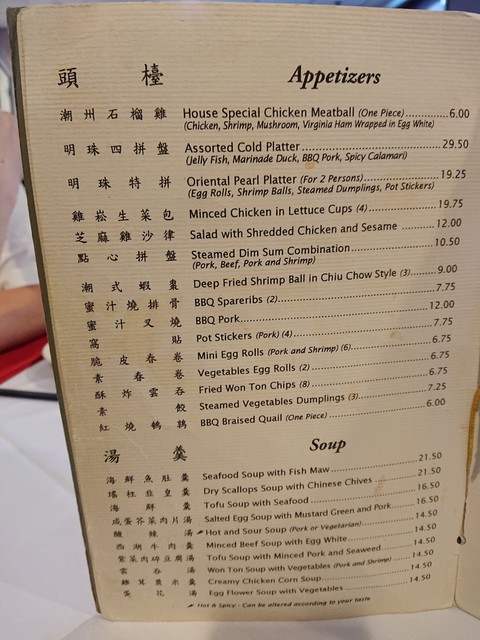 頭檯 Appetizers
潮州石榴雞 House Special Chicken Meatball (One Piece)..........6.00
(Chicken, Shrimp, Mushroom, Virginia Ham Wrapped in Egg White)
明珠四拼盤 Assorted Cold Platter..........29.50
(Jelly Fish, Marinade Duck, BBQ Pork, Spicy Calamari)
明珠特拼 Oriental Pearl Platter (For 2 Persons)..........19.25
(Egg Rolls, Shrimp Balls, Steamed Dumplings, Pot Stickers)
雞崧生菜包 Minced Chicken in Lettuce Cups (4)..........19.75
芝麻雞沙律 Salad with Shredded Chicken and Sesame..........12.00
點心拼盤 Steamed Dim Sum Combination..........10.50
(Pork, Beef, Pork and Shrimp)
潮式蝦棗 Deep Fried Shrimp Ball in Chiu Chow Style (3)..........9.00
蜜汁燒排骨 BBQ Spareribs (2)..........7.75
蜜汁叉燒 BBQ Pork..........12.00
窩貼 Pot Stickers (Pork) (4)..........7.75
脆皮春卷 Mini Egg Rolls (Pork and Shrimp) (6)..........6.75
素春卷 Vegetables Egg Rolls (2)..........6.75
酥炸雲吞 Fried Won Ton Chips (8)..........6.75
素餃 Steamed Vegetables Dumplings (3)..........7.25
紅燒鵪鶉 BBQ Braised Quail (One Piece)..........6.00
湯羹 Soup
海鮮魚肚羹 Seafood Soup with Fish Maw..........21.50
瑤柱韮皇羹 Dry Scallops Soup with Chinese Chives..........21.50
海鮮羹 Tofu Soup with Seafood..........16.50
咸蛋芥菜肉片湯 Salted Egg Soup with Mustard Green and Pork..........16.50
酸辣湯 Hot and Sour Soup (Pork or Vegetarian)..........14.50
西湖牛肉羹 Minced Beef Soup with Egg White..........14.50
紫菜肉碎豆腐湯 Tofu Soup with Minced Pork and Seaweed..........14.50
雲吞湯 Won Ton Soup with Vegetables (Pork and Shrimp)..........14.50
雞茸粟米羹 Creamy Chicken Corn Soup..........14.50
蛋花湯 Egg Flower Soup with Vegetables..........14.50
Hot & Spicy - Can be altered according to your taste